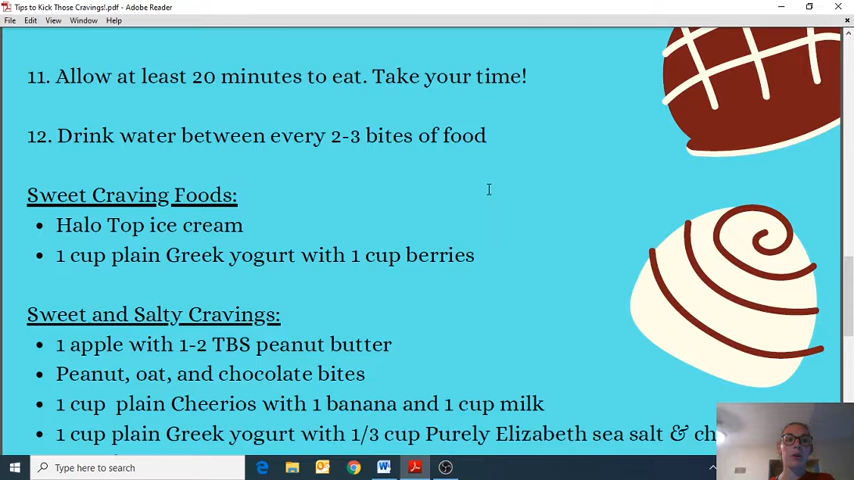 Tips to Kick Those Cravings!.pdf - Adobe Reader
File Edit View Window Help
11. Allow at least 20 minutes to eat. Take your time!
12. Drink water between every 2-3 bites of food
Sweet Craving Foods:
• Halo Top ice cream
• 1 cup plain Greek yogurt with 1 cup berries
Sweet and Salty Cravings:
• 1 apple with 1-2 TBS peanut butter
• Peanut, oat, and chocolate bites
• 1 cup plain Cheerios with 1 banana and 1 cup milk
• 1 cup plain Greek yogurt with 1/3 cup Purely Elizabeth sea salt & ch
Type here to search